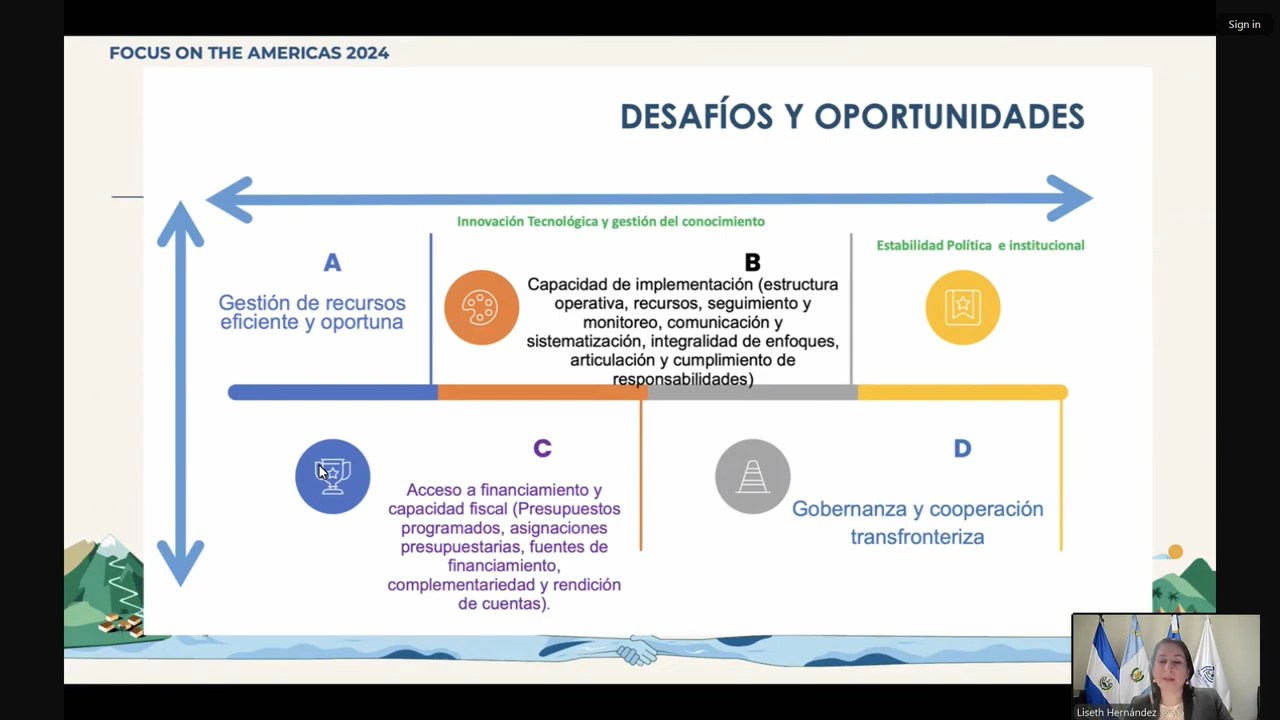 Sign in
FOCUS ON THE AMERICAS 2024
DESAFÍOS Y OPORTUNIDADES
Innovación Tecnológica y gestión del conocimiento
Estabilidad Política e institucional
A
Gestión de recursos
eficiente y oportuna
B
Capacidad de implementación (estructura
operativa, recursos, seguimiento y
monitoreo, comunicación y
sistematización, integralidad de enfoques,
articulación y cumplimiento de
responsabilidades)
C
Acceso a financiamiento y
capacidad fiscal (Presupuestos
programados, asignaciones
presupuestarias, fuentes de
financiamiento,
complementariedad y rendición
de cuentas).
D
Gobernanza y cooperación
transfronteriza
Liseth Hernández